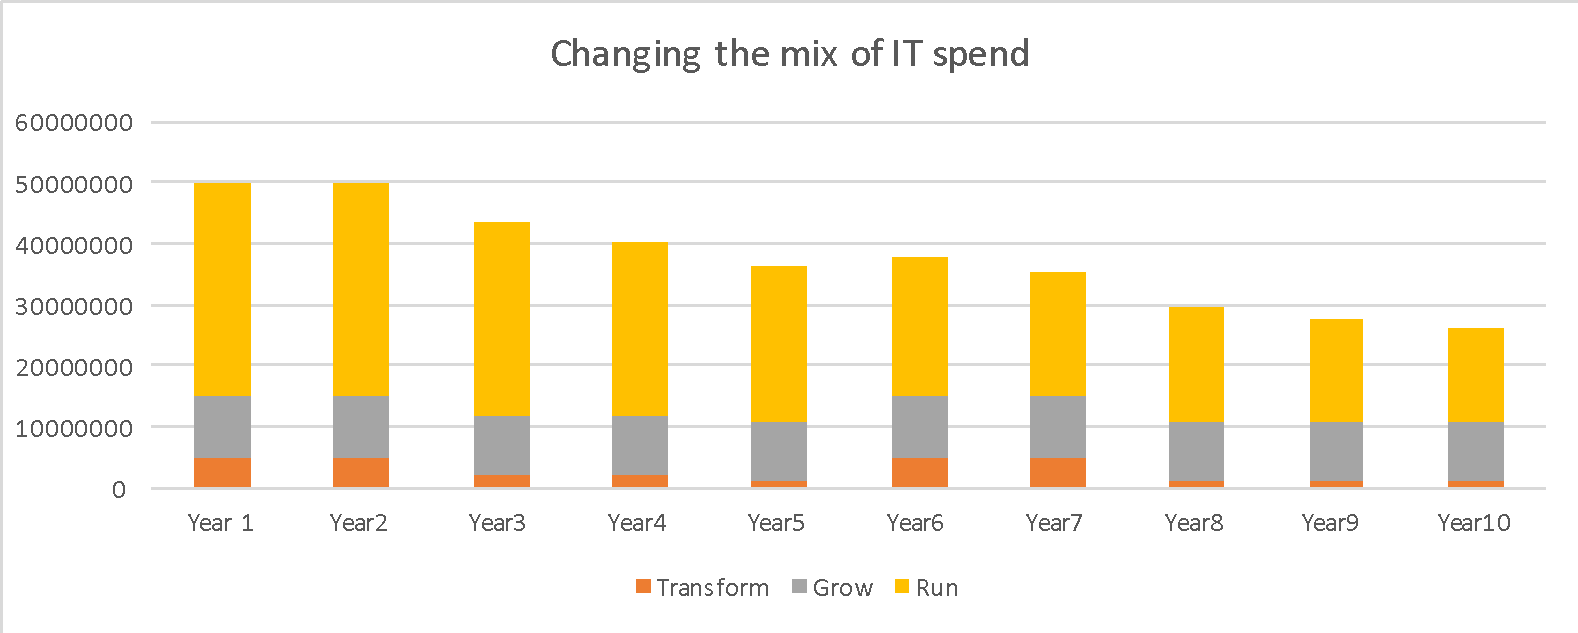 Changing the mix of IT spend
60000000
50000000
40000000
30000000
20000000
10000000
0
Year 1 Year2 Year3 Year4 Year5 Year6 Year7 Year8 Year9 Year10
Transform Grow Run